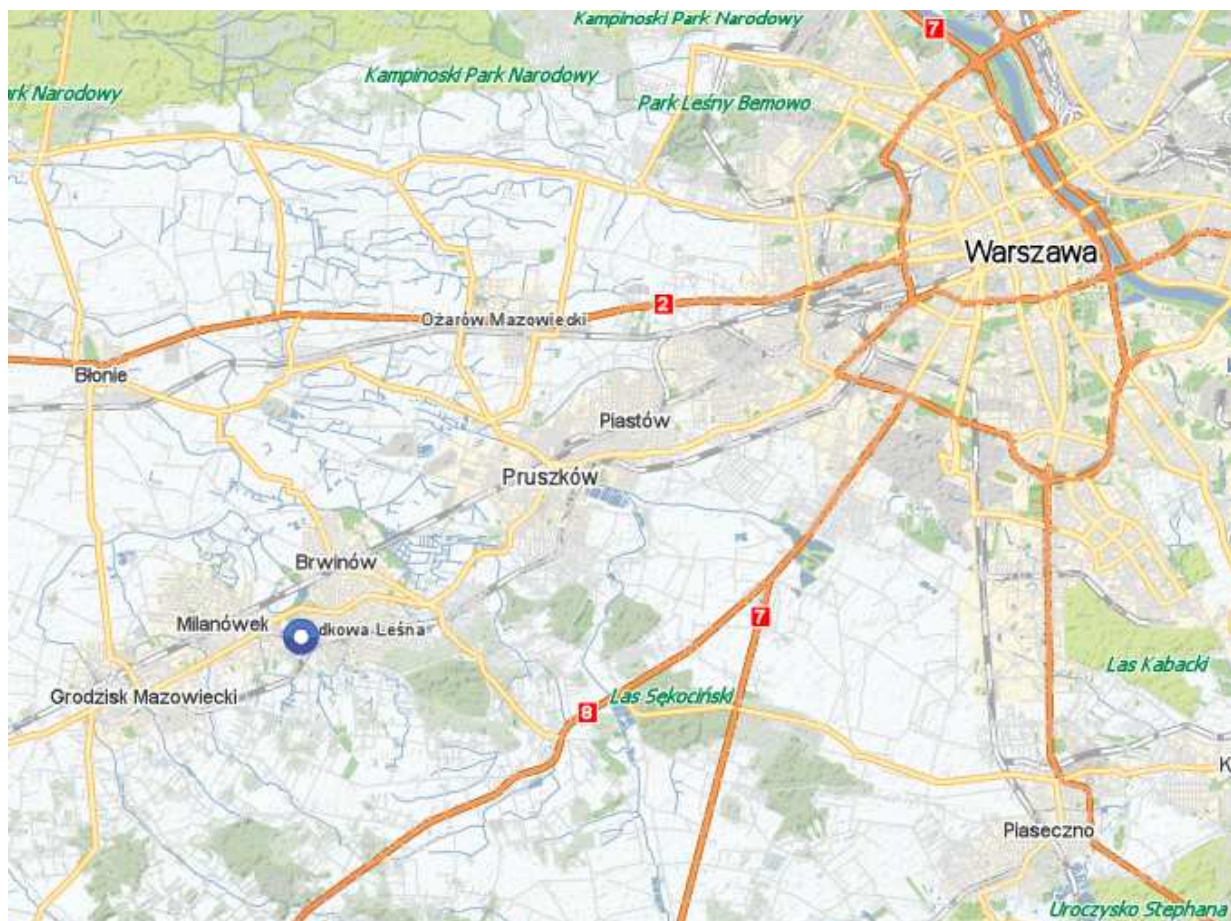 Kampinoski Park Narodowy
7
Kampinoski Park Narodowy
rk Narodowy
Park Leśny Bemowo
Warszawa
2
Ożarów Mazowiecki
Błonie
Piastów
Pruszków
Brwinów
7
Milanówek
dkowa Leśna
Las Kabacki
Grodzisk Mazowiecki
Las Sękociński
8
K
Piaseczno
Uroczysko Stephana